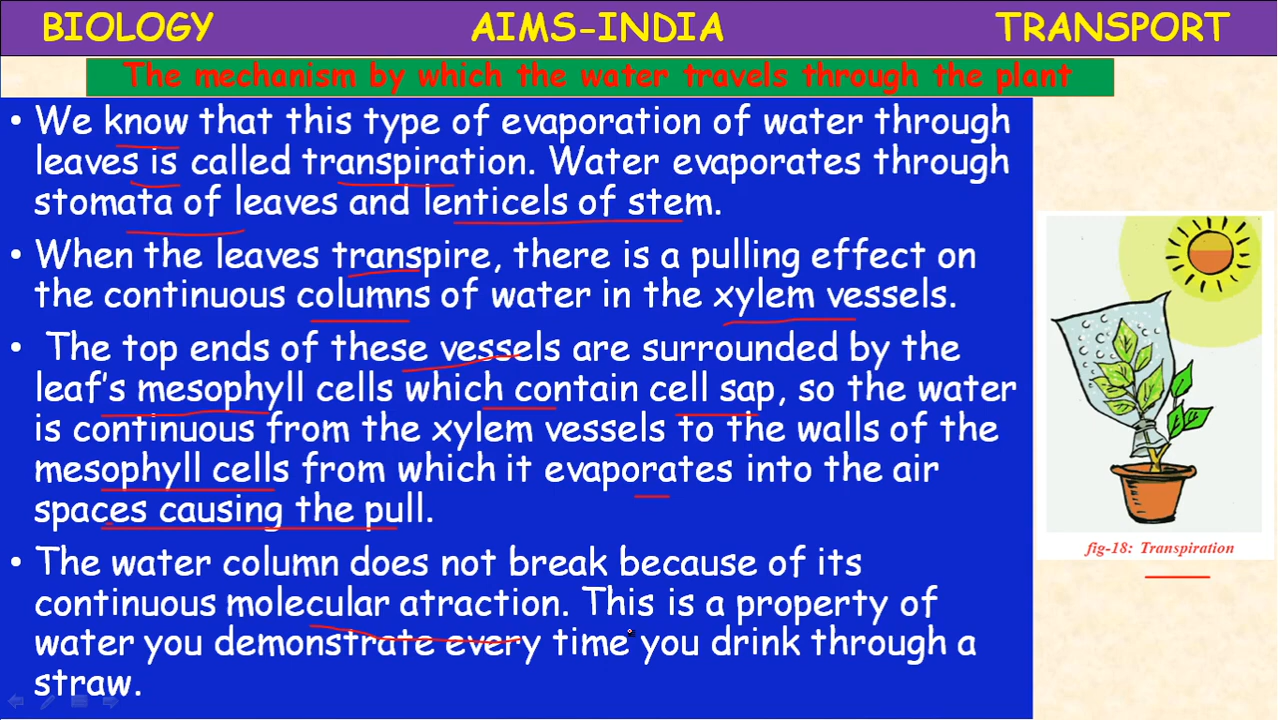 BIOLOGY AIMS-INDIA TRANSPORT
The mechanism by which the water travels through the plant
• We know that this type of evaporation of water through
leaves is called transpiration. Water evaporates through
stomata of leaves and lenticels of stem.
• When the leaves transpire, there is a pulling effect on
the continuous columns of water in the xylem vessels.
• The top ends of these vessels are surrounded by the
leaf's mesophyll cells which contain cell sap, so the water
is continuous from the xylem vessels to the walls of the
mesophyll cells from which it evaporates into the air
spaces causing the pull.
• The water column does not break because of its
continuous molecular atraction. This is a property of
water you demonstrate every time you drink through a
straw.
fig-18: Transpiration